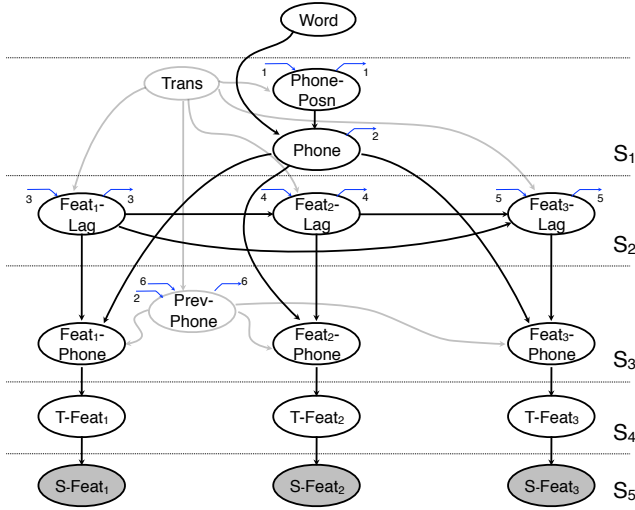 Word
Trans
1
1
Phone-
Posn
2
Phone
S₁
3
3
Feat₁-
Lag
4
4
Feat₂-
Lag
5
5
Feat₃-
Lag
S₂
6
6
2
Prev-
Phone
Feat₁-
Phone
Feat₂-
Phone
Feat₃-
Phone
S₃
T-Feat₁
T-Feat₂
T-Feat₃
S₄
S-Feat₁
S-Feat₂
S-Feat₃
S₅